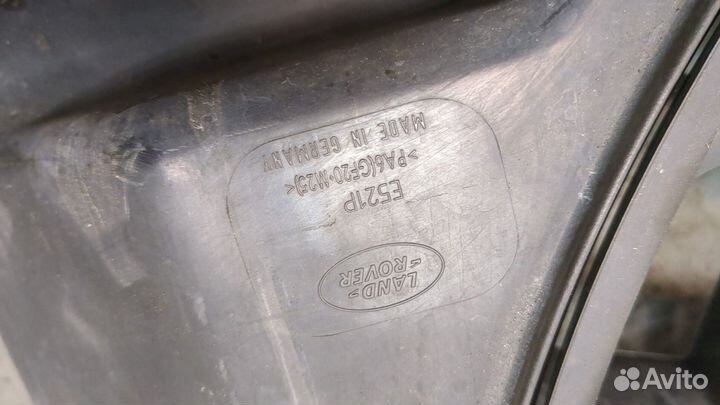 LAND-
-ROVER
E521P
>PA6(GF20+M25)<
MADE IN GERMANY
Avito